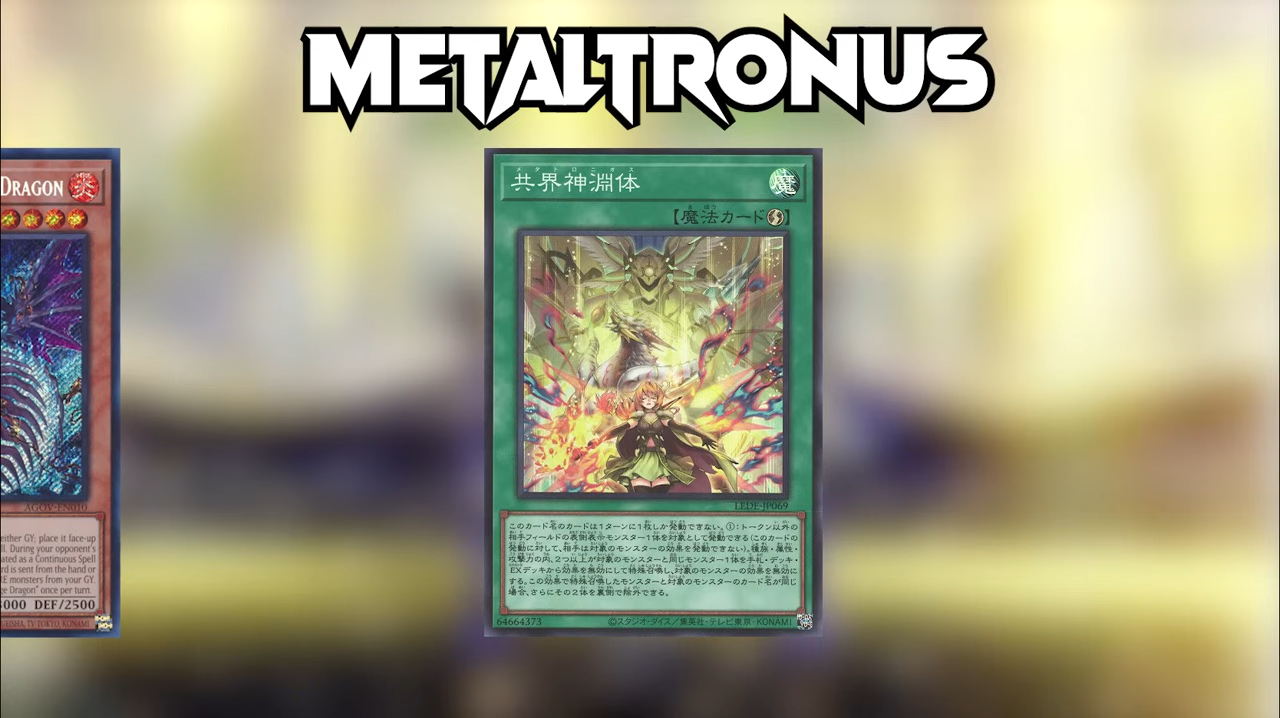 METALTRONUS
DRAGON 炎
AGOV-EN010
either GY; place it face-up
During your opponent's
ated as a Continuous Spell
rd is sent from the hand or
E monsters from your GY.
ge Dragon" once per turn.
3000 DEF/2500
TV TOKYO, KONAMI
共界神淵体 魔
【魔法カード】
LEDE-JP069
このカード名のカードは1ターンに1枚しか発動できない。①：トークン以外の
相手フィールドの表側表示モンスター1体を対象として発動できる（このカードの
発動に対して、相手は対象のモンスターの効果を発動できない）。種族・属性・
攻撃力の内、2つ以上が対象のモンスターと同じモンスター1体を手札・デッキ・
EXデッキから効果を無効にして特殊召喚し、対象のモンスターの効果を無効に
する。この効果で特殊召喚したモンスターと対象のモンスターのカード名が同じ
場合、さらにその2体を裏側で除外できる。
64664373 ©スタジオ・ダイス／集英社・テレビ東京・KONAMI